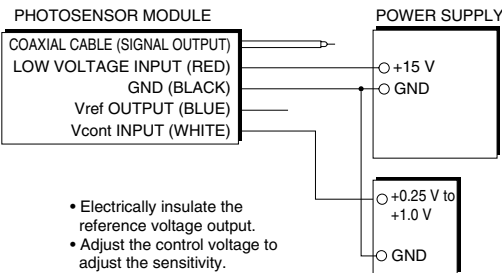 PHOTOSENSOR MODULE
POWER SUPPLY
COAXIAL CABLE (SIGNAL OUTPUT)
LOW VOLTAGE INPUT (RED)
GND (BLACK)
Vref OUTPUT (BLUE)
Vcont INPUT (WHITE)
+15 V
GND
+0.25 V to
+1.0 V
GND
• Electrically insulate the
reference voltage output.
• Adjust the control voltage to
adjust the sensitivity.